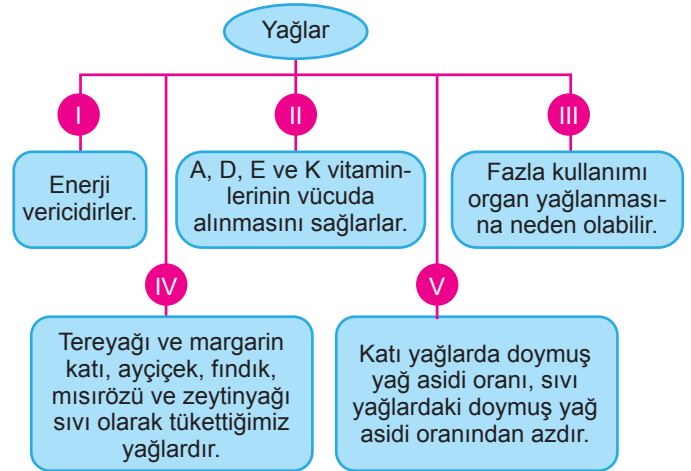 Yağlar
I
Enerji
vericidirler.
II
A, D, E ve K vitamin-
lerinin vücuda
alınmasını sağlarlar.
III
Fazla kullanımı
organ yağlanması-
na neden olabilir.
IV
Tereyağı ve margarin
katı, ayçiçek, fındık,
mısırözü ve zeytinyağı
sıvı olarak tükettiğimiz
yağlardır.
V
Katı yağlarda doymuş
yağ asidi oranı, sıvı
yağlardaki doymuş yağ
asidi oranından azdır.